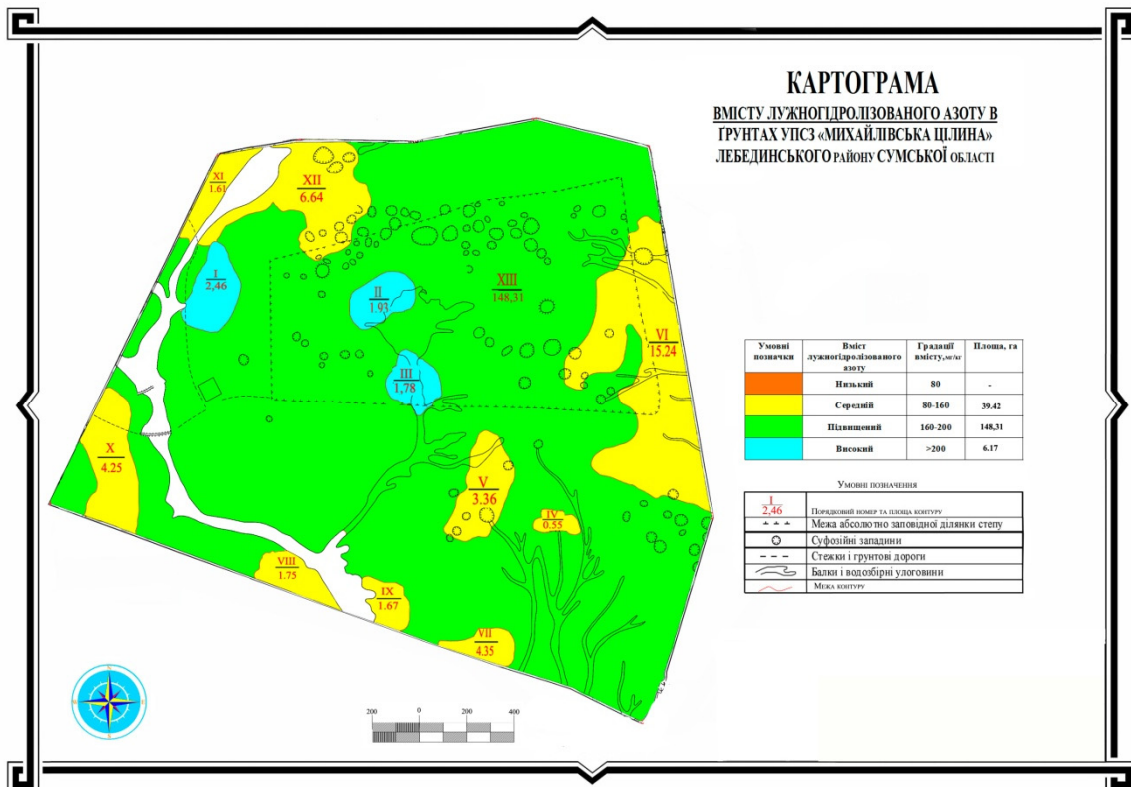 КАРТОГРАМА
ВМІСТУ ЛУЖНОГІДРОЛІЗОВАНОГО АЗОТУ В
ҐРУНТАХ УПСЗ «МИХАЙЛІВСЬКА ЦІЛИНА»
ЛЕБЕДИНСЬКОГО РАЙОНУ СУМСЬКОЇ ОБЛАСТІ
XI
1.61
XII
6.64
I
2,46
II
1.93
XIII
148,31
III
1,78
VI
15.24
X
4.25
V
3.36
IV
0.55
VIII
1.75
IX
1.67
VII
4.35
Умовні позначки Вміст лужногідролізованого азоту Градації вмісту,мг/кг Площа, га
Низький 80 -
Середній 80-160 39.42
Підвищений 160-200 148,31
Високий >200 6.17
УМОВНІ ПОЗНАЧЕННЯ
I
2,46
ПОРЯДКОВИЙ НОМЕР ТА ПЛОЩА КОНТУРУ
Межа абсолютно заповідної ділянки степу
Суфозійні западини
Стежки і грунтові дороги
Балки і водозбірні улоговини
МЕЖА КОНТУРУ
200 0 200 400